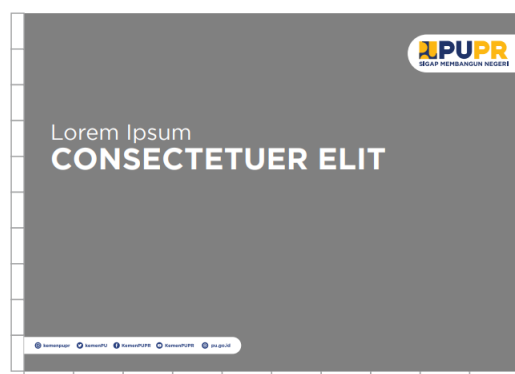 PUPR
SIGAP MEMBANGUN NEGERI
Lorem Ipsum
CONSECTETUER ELIT
kemenpupr KemenPU KemenPUPR KemenPUPR pu.go.id